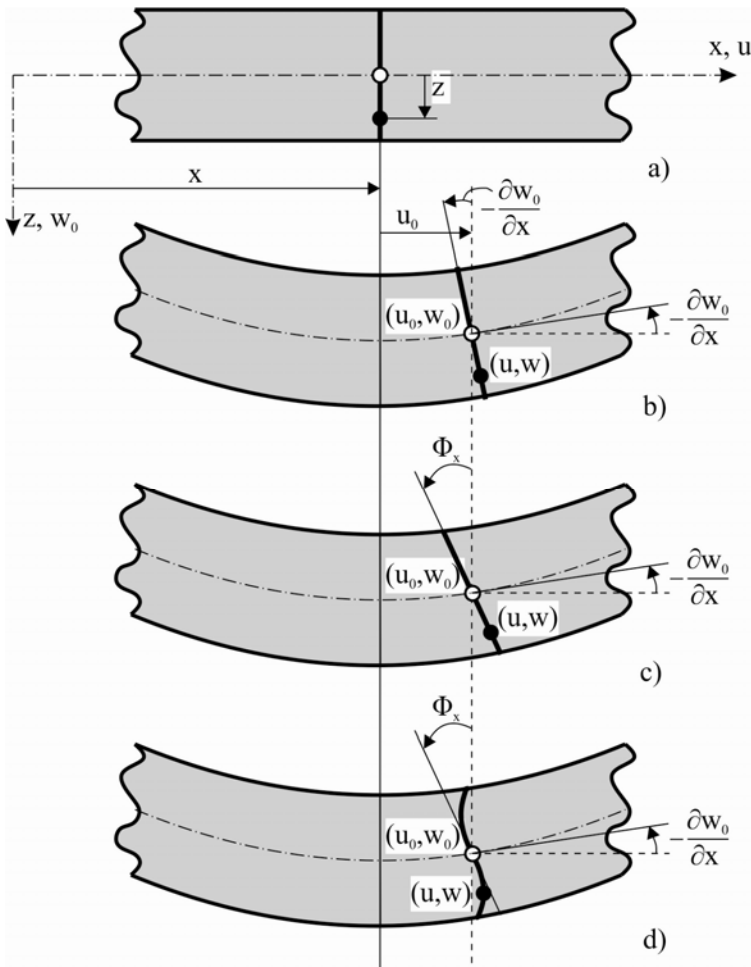 x, u
z
a)
x
z, w₀
u₀
-∂w₀/∂x
(u₀,w₀)
-∂w₀/∂x
(u,w)
b)
Φₓ
(u₀,w₀)
-∂w₀/∂x
(u,w)
c)
Φₓ
(u₀,w₀)
-∂w₀/∂x
(u,w)
d)